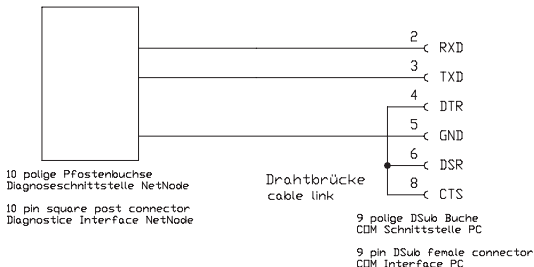 2 RXD
3 TXD
4 DTR
5 GND
6 DSR
8 CTS
10 polige Pfostenbuchse
Diagnoseschnittstelle NetNode
10 pin square post connector
Diagnostice Interface NetNode
Drahtbrücke
cable link
9 polige DSub Buche
COM Schnittstelle PC
9 pin DSub female connector
COM Interface PC